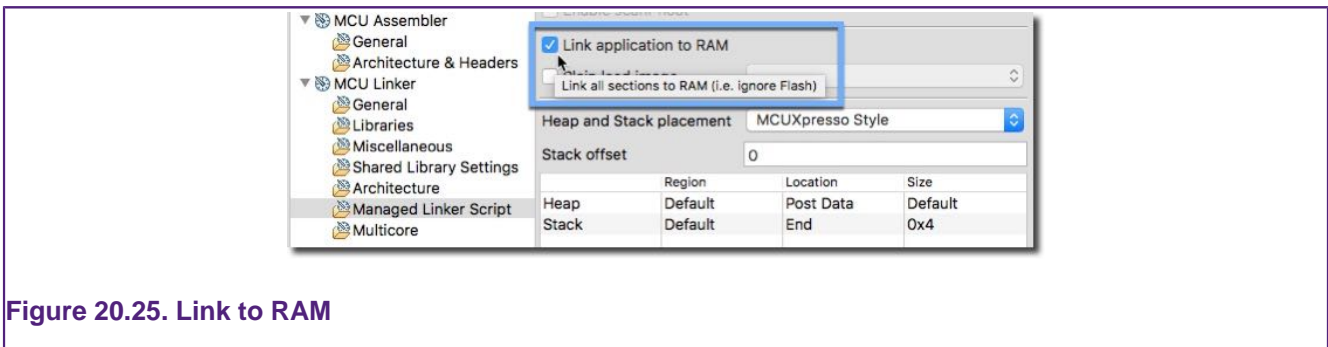 MCU Assembler
General
Architecture & Headers
MCU Linker
General
Libraries
Miscellaneous
Shared Library Settings
Architecture
Managed Linker Script
Multicore
Link application to RAM
Link all sections to RAM (i.e. ignore Flash)
Heap and Stack placement MCUXpresso Style
Stack offset 0
Region Location Size
Heap Default Post Data Default
Stack Default End 0x4
Figure 20.25. Link to RAM